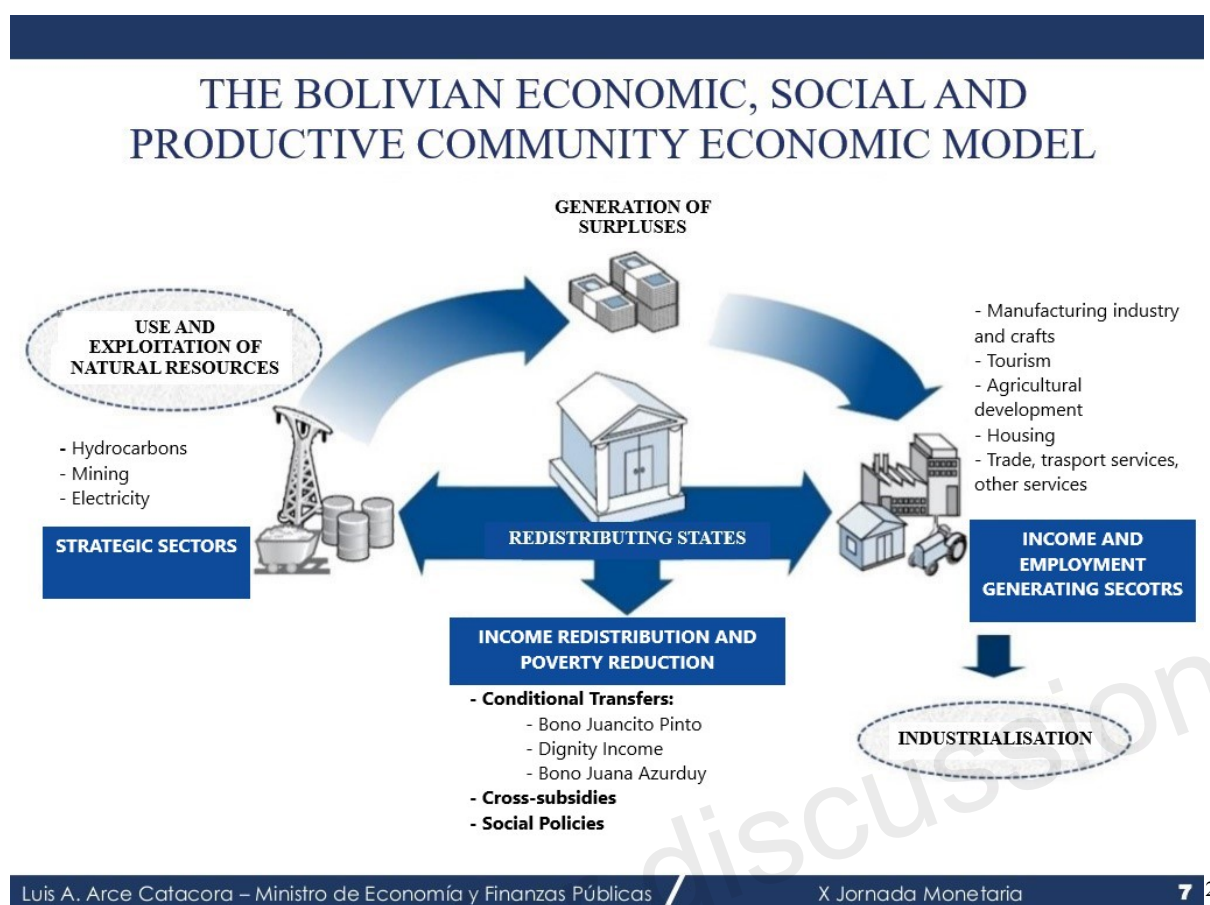 THE BOLIVIAN ECONOMIC, SOCIAL AND
PRODUCTIVE COMMUNITY ECONOMIC MODEL
GENERATION OF
SURPLUSES
USE AND
EXPLOITATION OF
NATURAL RESOURCES
- Hydrocarbons
- Mining
- Electricity
STRATEGIC SECTORS
- Manufacturing industry
and crafts
- Tourism
- Agricultural
development
- Housing
- Trade, trasport services,
other services
REDISTRIBUTING STATES
INCOME AND
EMPLOYMENT
GENERATING SECOTRS
INCOME REDISTRIBUTION AND
POVERTY REDUCTION
- Conditional Transfers:
- Bono Juancito Pinto
- Dignity Income
- Bono Juana Azurduy
- Cross-subsidies
- Social Policies
INDUSTRIALISATION
discussion
Luis A. Arce Catacora – Ministro de Economía y Finanzas Públicas
X Jornada Monetaria
7